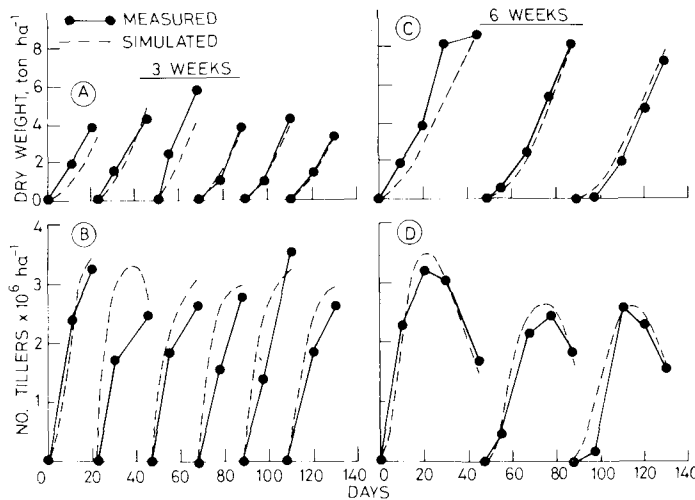 MEASURED
SIMULATED
3 WEEKS
6 WEEKS
A
C
DRY WEIGHT, ton ha⁻¹
8
6
4
2
0
B
D
NO. TILLERS × 10⁶ ha⁻¹
4
3
2
1
0 20 40 60 80 100 120 140
0 20 40 60 80 100 120 140
DAYS